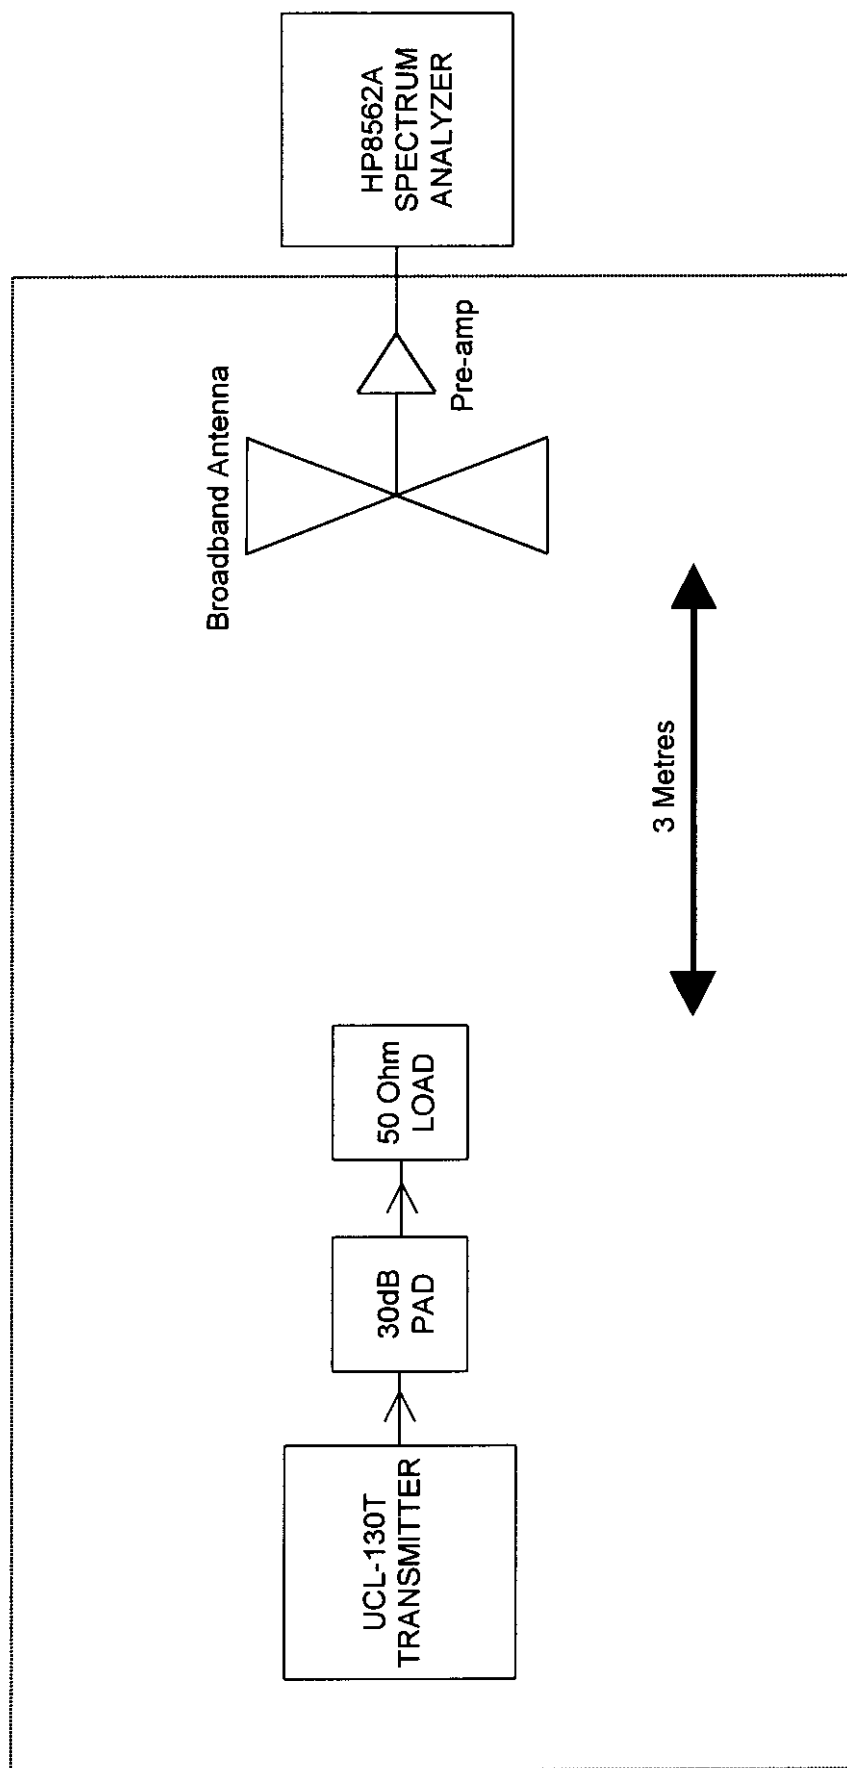 UCL-130T
TRANSMITTER
30dB
PAD
50 Ohm
LOAD
3 Metres
Broadband Antenna
Pre-amp
HP8562A
SPECTRUM
ANALYZER